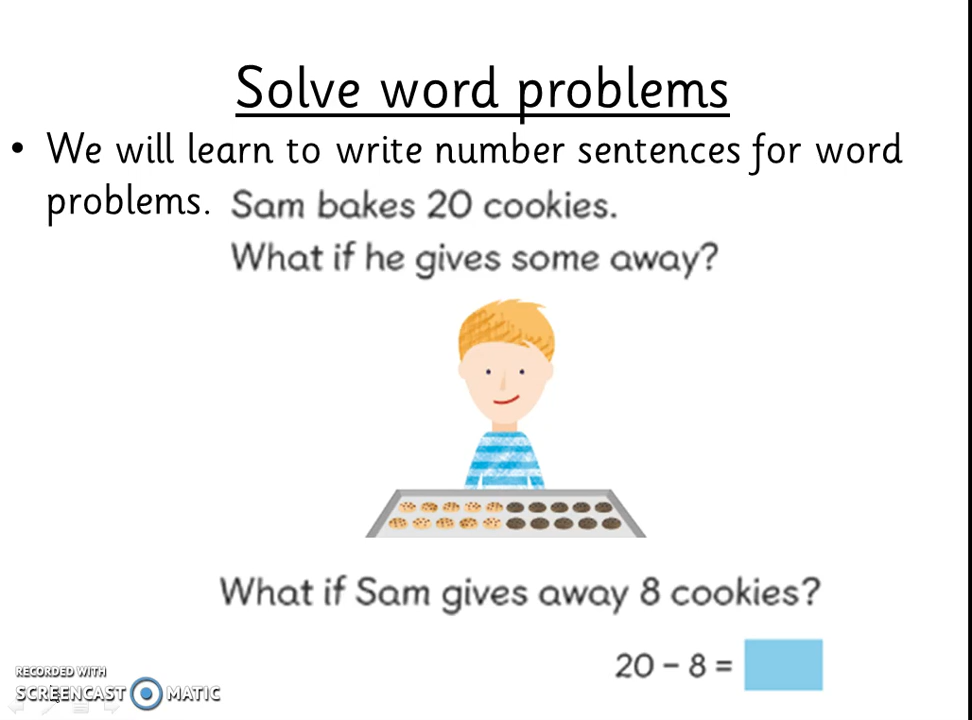 Solve word problems
• We will learn to write number sentences for word
problems.
Sam bakes 20 cookies.
What if he gives some away?
What if Sam gives away 8 cookies?
20 – 8 =
RECORDED WITH
SCREENCAST MATIC